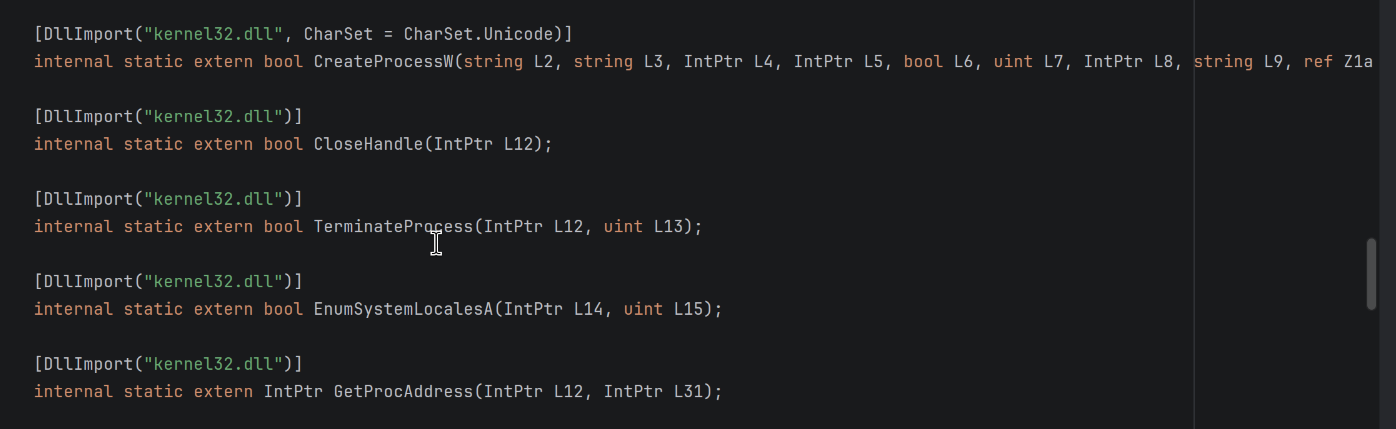 [DllImport("kernel32.dll", CharSet = CharSet.Unicode)]
internal static extern bool CreateProcessW(string L2, string L3, IntPtr L4, IntPtr L5, bool L6, uint L7, IntPtr L8, string L9, ref Z1a
[DllImport("kernel32.dll")]
internal static extern bool CloseHandle(IntPtr L12);
[DllImport("kernel32.dll")]
internal static extern bool TerminateProcess(IntPtr L12, uint L13);
[DllImport("kernel32.dll")]
internal static extern bool EnumSystemLocalesA(IntPtr L14, uint L15);
[DllImport("kernel32.dll")]
internal static extern IntPtr GetProcAddress(IntPtr L12, IntPtr L31);